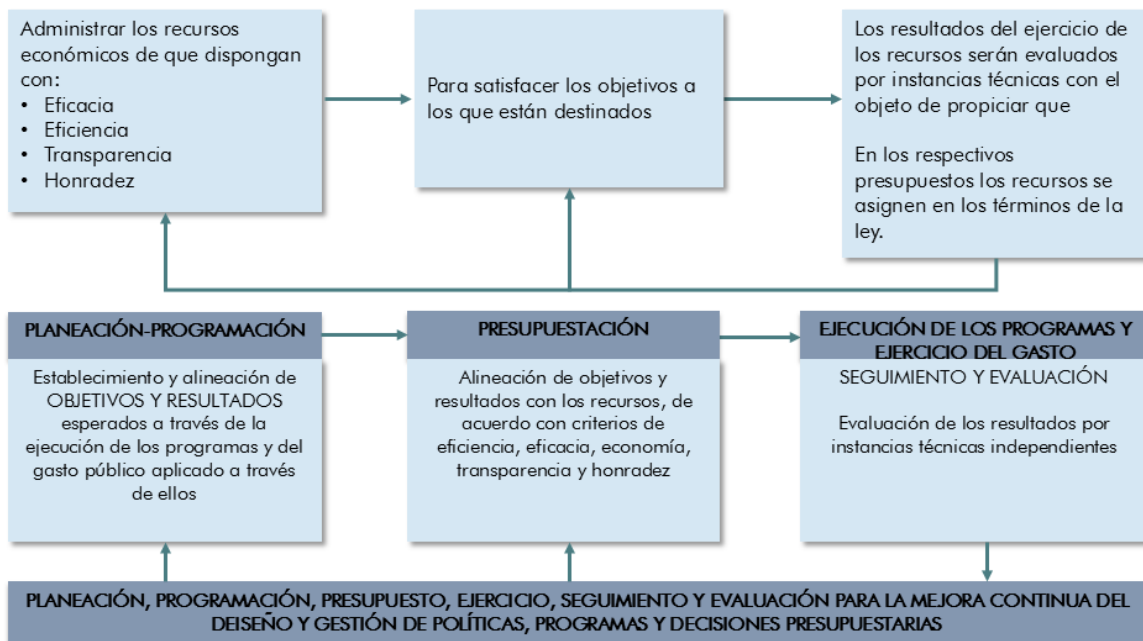 Administrar los recursos
económicos de que dispongan
con:
• Eficacia
• Eficiencia
• Transparencia
• Honradez
Para satisfacer los objetivos a
los que están destinados
Los resultados del ejercicio de
los recursos serán evaluados
por instancias técnicas con el
objeto de propiciar que
En los respectivos
presupuestos los recursos se
asignen en los términos de la
ley.
PLANEACIÓN-PROGRAMACIÓN
Establecimiento y alineación de
OBJETIVOS Y RESULTADOS
esperados a través de la
ejecución de los programas y del
gasto público aplicado a través
de ellos
PRESUPUESTACIÓN
Alineación de objetivos y
resultados con los recursos, de
acuerdo con criterios de
eficiencia, eficacia, economía,
transparencia y honradez
EJECUCIÓN DE LOS PROGRAMAS Y
EJERCICIO DEL GASTO
SEGUIMIENTO Y EVALUACIÓN
Evaluación de los resultados por
instancias técnicas independientes
PLANEACIÓN, PROGRAMACIÓN, PRESUPUESTO, EJERCICIO, SEGUIMIENTO Y EVALUACIÓN PARA LA MEJORA CONTINUA DEL
DEISEÑO Y GESTIÓN DE POLÍTICAS, PROGRAMAS Y DECISIONES PRESUPUESTARIAS